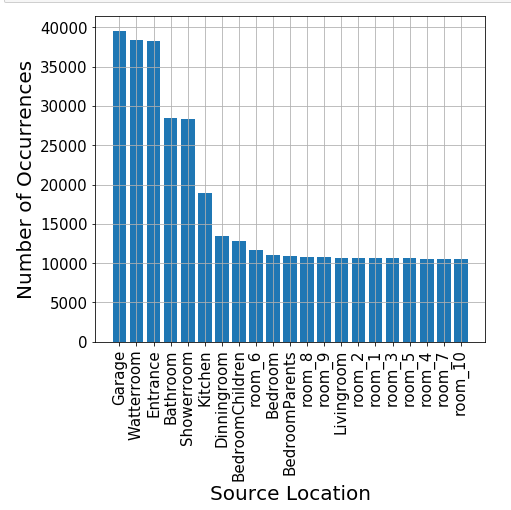 40000
35000
30000
25000
20000
15000
10000
5000
0
Number of Occurrences
Garage
Watterroom
Entrance
Bathroom
Showerroom
Kitchen
Dinningroom
BedroomChildren
room_6
Bedroom
BedroomParents
room_8
room_9
Livingroom
room_2
room_1
room_3
room_5
room_4
room_7
room_10
Source Location